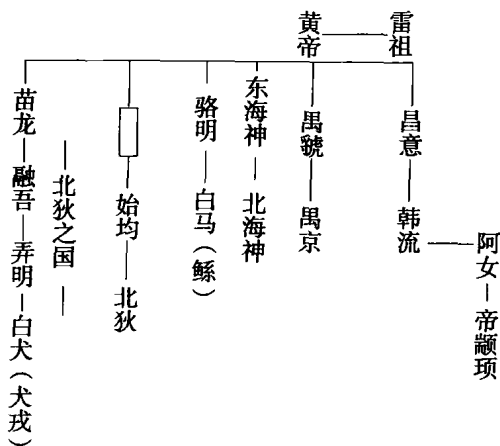 黄帝
雷祖
苗龙
融吾
弄明
白犬（犬戎）
北狄之国
始均
北狄
骆明
白马（鲧）
东海神
北海神
禺虢
禺京
昌意
韩流
阿女
帝颛顼